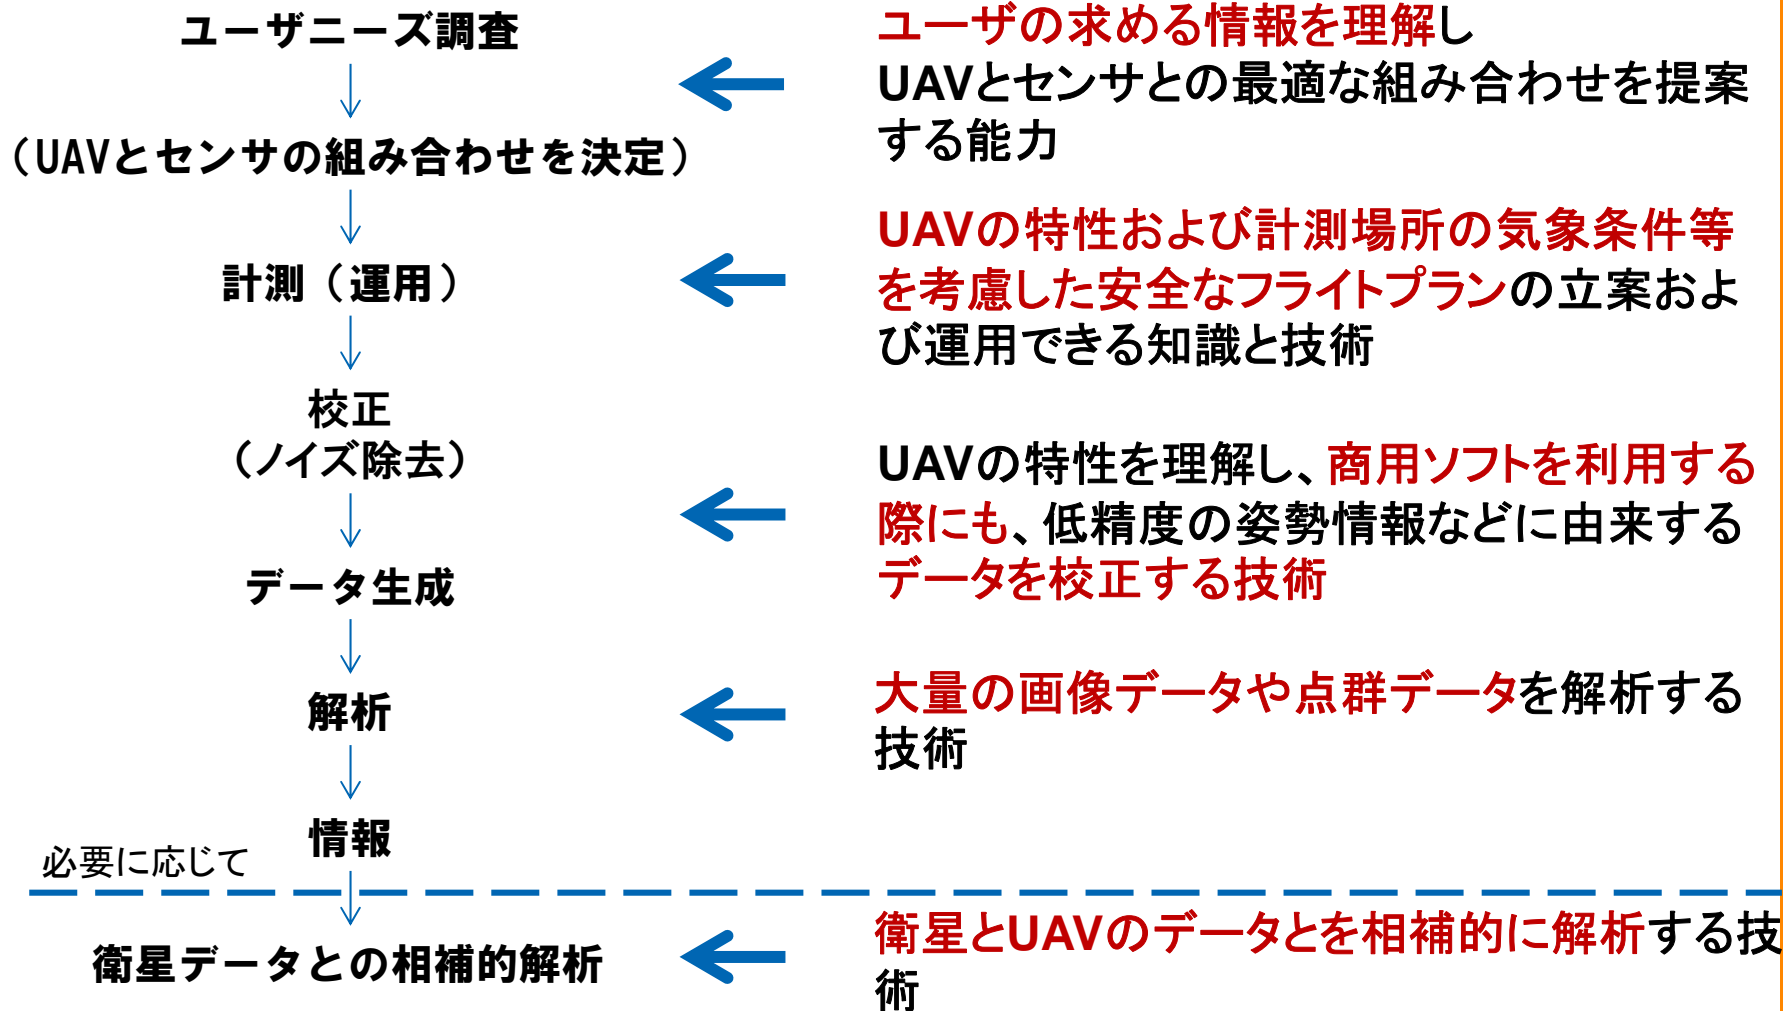 ユーザニーズ調査
（UAVとセンサの組み合わせを決定）
計測（運用）
校正
（ノイズ除去）
データ生成
解析
情報
必要に応じて
衛星データとの相補的解析
ユーザの求める情報を理解し
UAVとセンサとの最適な組み合わせを提案
する能力
UAVの特性および計測場所の気象条件等
を考慮した安全なフライトプランの立案およ
び運用できる知識と技術
UAVの特性を理解し、商用ソフトを利用する
際にも、低精度の姿勢情報などに由来する
データを校正する技術
大量の画像データや点群データを解析する
技術
衛星とUAVのデータとを相補的に解析する技
術